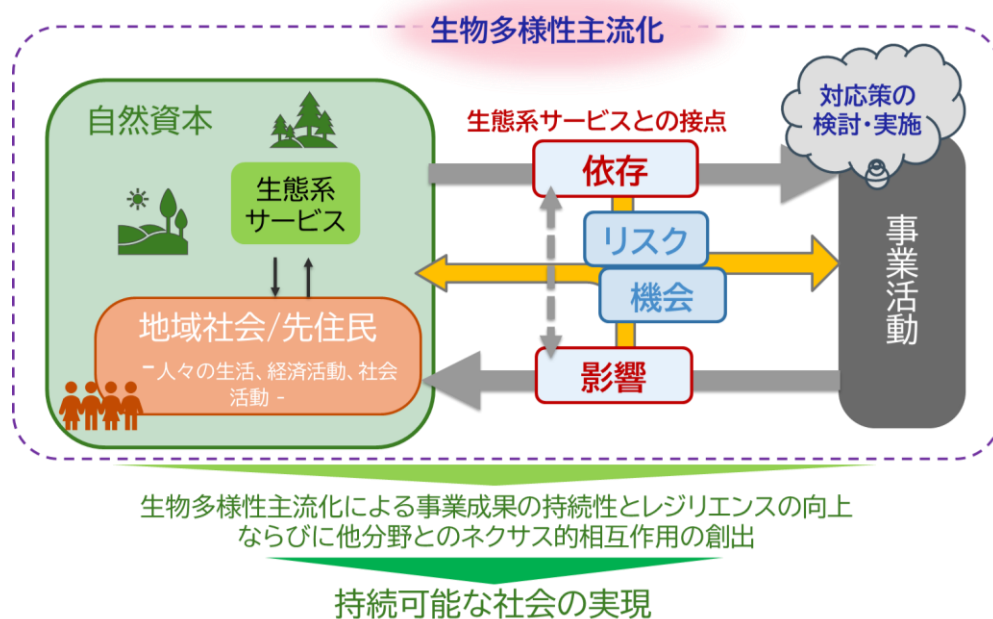 生物多様性主流化
自然資本
生態系
サービス
地域社会/先住民
-人々の生活、経済活動、社会
活動 -
生態系サービスとの接点
依存
リスク
機会
影響
対応策の
検討・実施
事業活動
生物多様性主流化による事業成果の持続性とレジリエンスの向上
ならびに他分野とのネクサス的相互作用の創出
持続可能な社会の実現